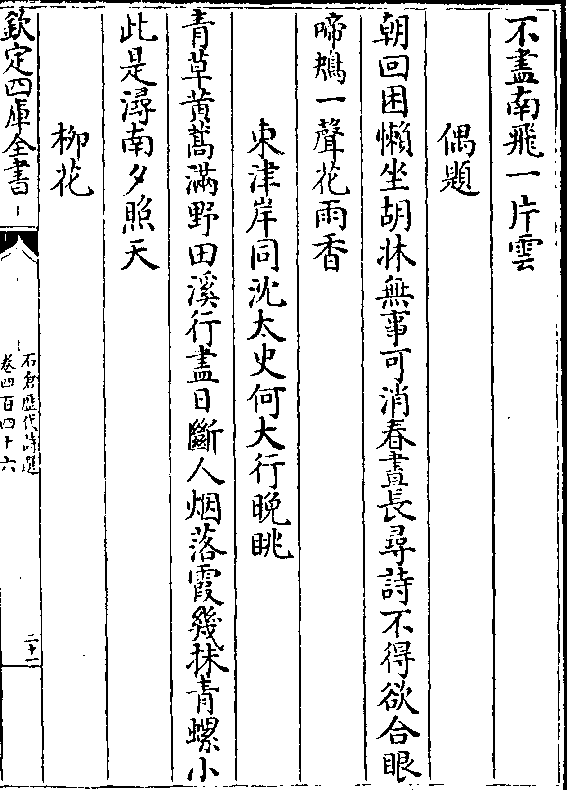 不盡南飛一片雲
偶題
朝回困懶坐胡牀無事可消春晝長尋詩不得欲合眼
啼鴂一聲花雨香
東津岸同沈太史何大行晚眺
青草黃蒿滿野田溪行盡日斷人烟落霞幾抹青螺小
此是潯南夕照天
柳花
欽定四庫全書
石倉歷代詩選
卷四百四十六
二十一